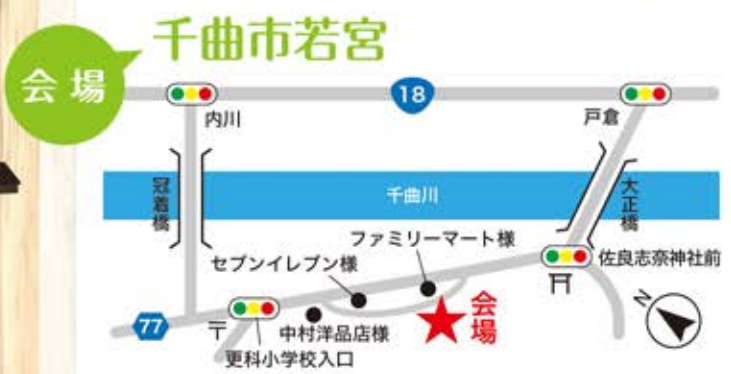 会場
千曲市若宮
18
内川
戸倉
冠着橋
千曲川
大正橋
ファミリーマート様
セブンイレブン様
佐良志奈神社前
会場
N
77
〒
中村洋品店様
更科小学校入口